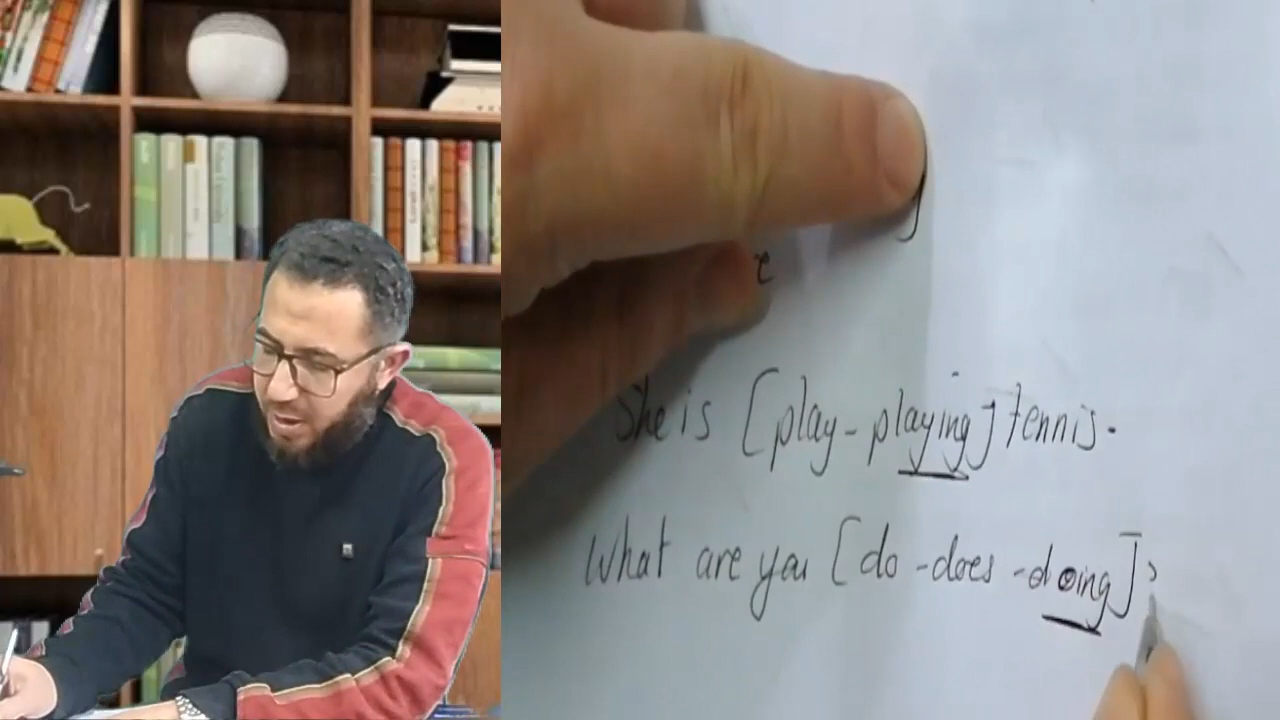 She is [play - playing] tennis.
What are you [do - does - doing]?